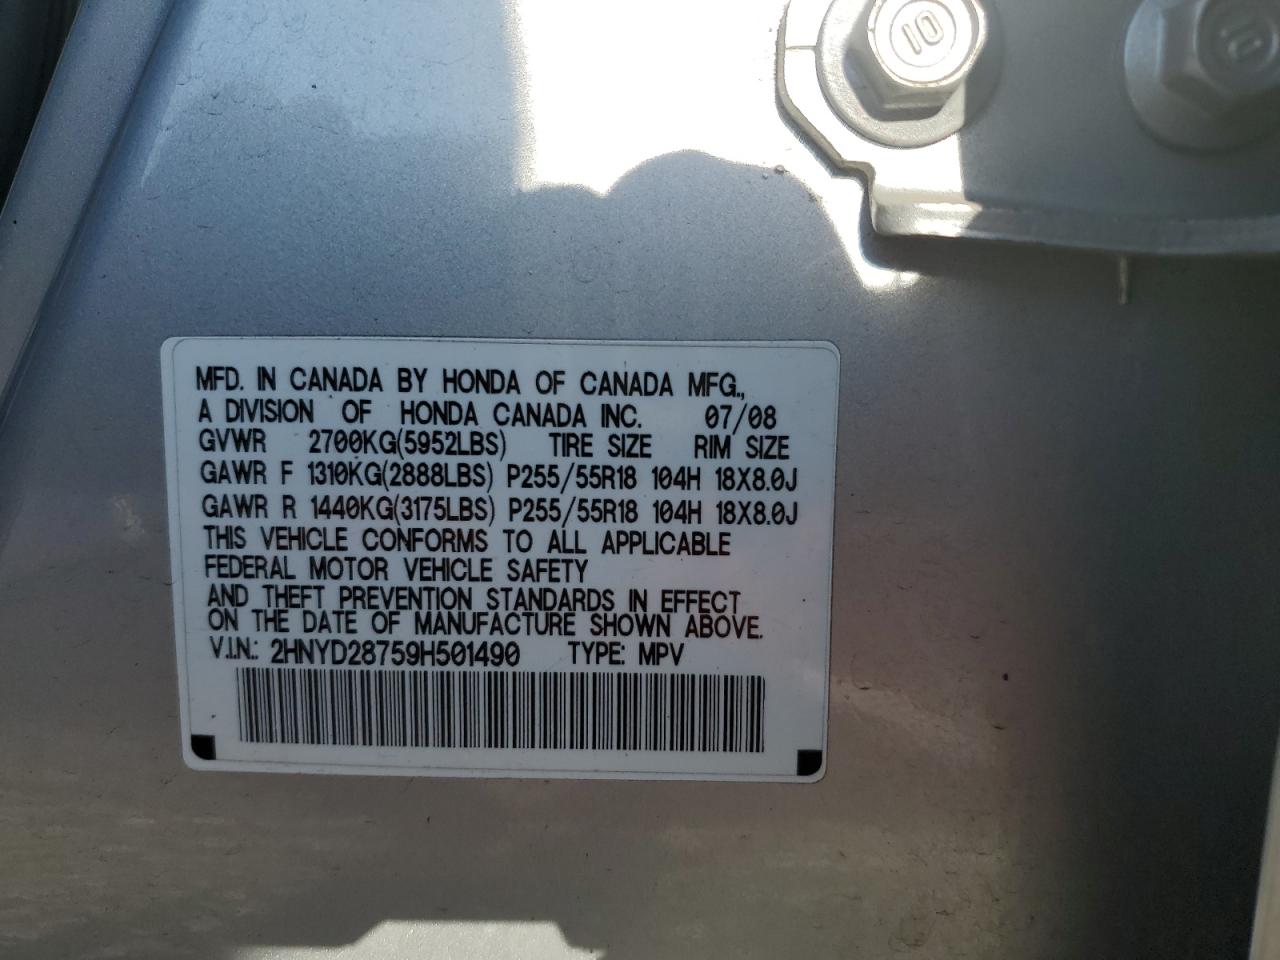 10
10
MFD. IN CANADA BY HONDA OF CANADA MFG.,
A DIVISION OF HONDA CANADA INC. 07/08
GVWR 2700KG(5952LBS) TIRE SIZE RIM SIZE
GAWR F 1310KG(2888LBS) P255/55R18 104H 18X8.0J
GAWR R 1440KG(3175LBS) P255/55R18 104H 18X8.0J
THIS VEHICLE CONFORMS TO ALL APPLICABLE
FEDERAL MOTOR VEHICLE SAFETY
AND THEFT PREVENTION STANDARDS IN EFFECT
ON THE DATE OF MANUFACTURE SHOWN ABOVE.
V.I.N.: 2HNYD28759H501490 TYPE: MPV